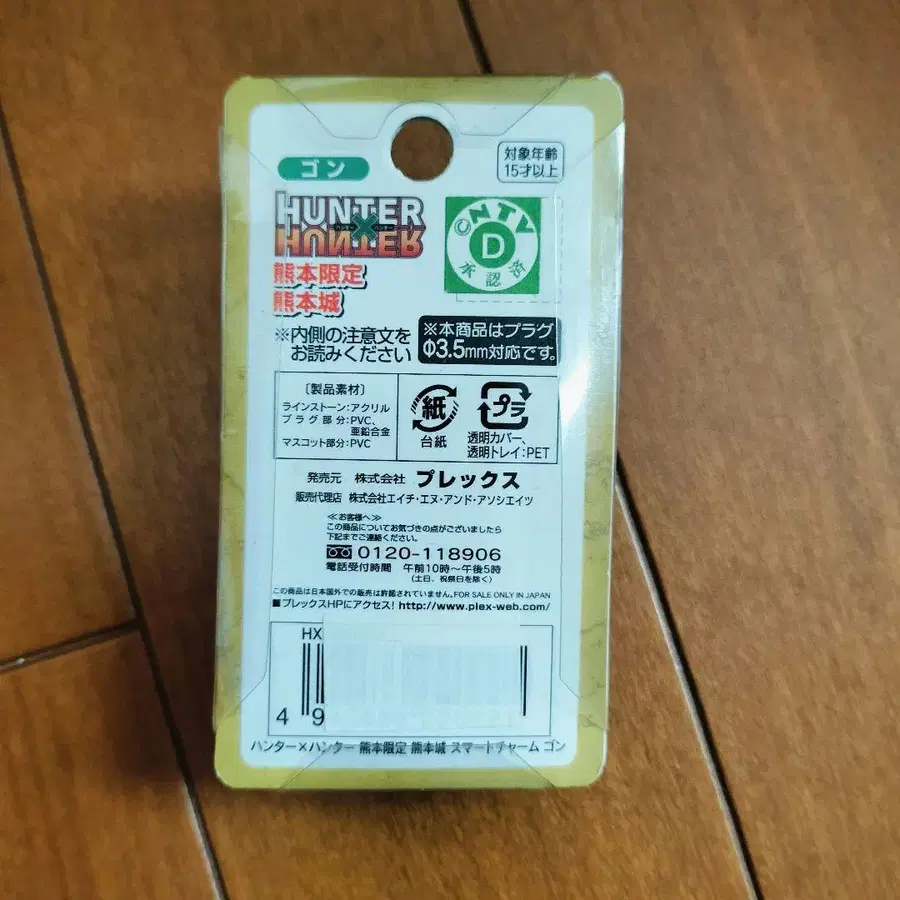 ゴン
対象年齢
15才以上
HUNTER
×
ハンター ハンター
HUNTER
CNTV
D
承認済
熊本限定
熊本城
※内側の注意文を
お読みください
※本商品はプラグ
Φ3.5mm対応です。
〔製品素材〕
ラインストーン:アクリル
プラグ部分:PVC、
亜鉛合金
マスコット部分:PVC
紙
台紙
プラ
透明カバー、
透明トレイ:PET
発売元 株式会社 プレックス
販売代理店 株式会社エイチ・エヌ・アンド・アソシエイツ
≪お客様へ≫
この商品についてお気づきの点がございましたら
下記までご連絡ください。
0120-118906
電話受付時間 午前10時〜午後5時
(土日、祝祭日を除く)
この商品は日本国外での販売は許諾されていません。FOR SALE ONLY IN JAPAN
■プレックスHPにアクセス! http://www.plex-web.com/
HX
4 9
ハンター×ハンター 熊本限定 熊本城 スマートチャーム ゴン